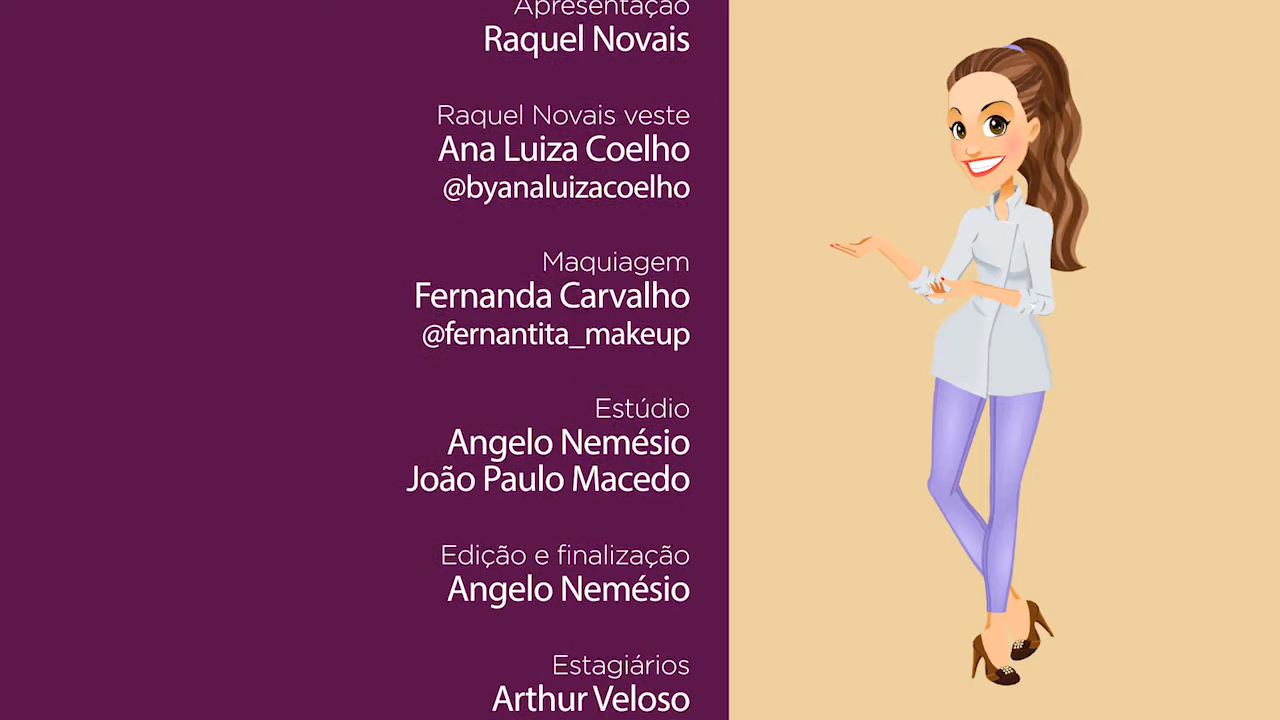 Apresentação
Raquel Novais
Raquel Novais veste
Ana Luiza Coelho
@byanaluizacoelho
Maquiagem
Fernanda Carvalho
@fernantita_makeup
Estúdio
Angelo Nemésio
João Paulo Macedo
Edição e finalização
Angelo Nemésio
Estagiários
Arthur Veloso